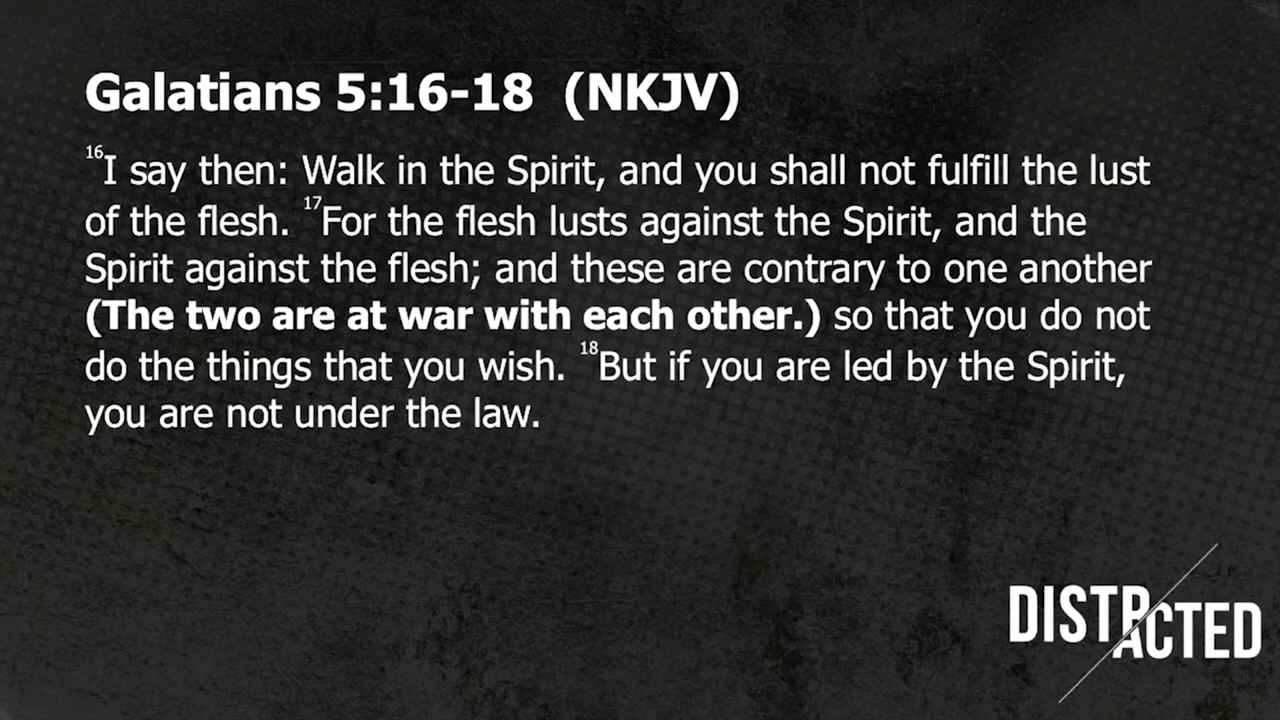 Galatians 5:16-18 (NKJV)
16I say then: Walk in the Spirit, and you shall not fulfill the lust
of the flesh. 17For the flesh lusts against the Spirit, and the
Spirit against the flesh; and these are contrary to one another
(The two are at war with each other.) so that you do not
do the things that you wish. 18But if you are led by the Spirit,
you are not under the law.
DISTRACTED